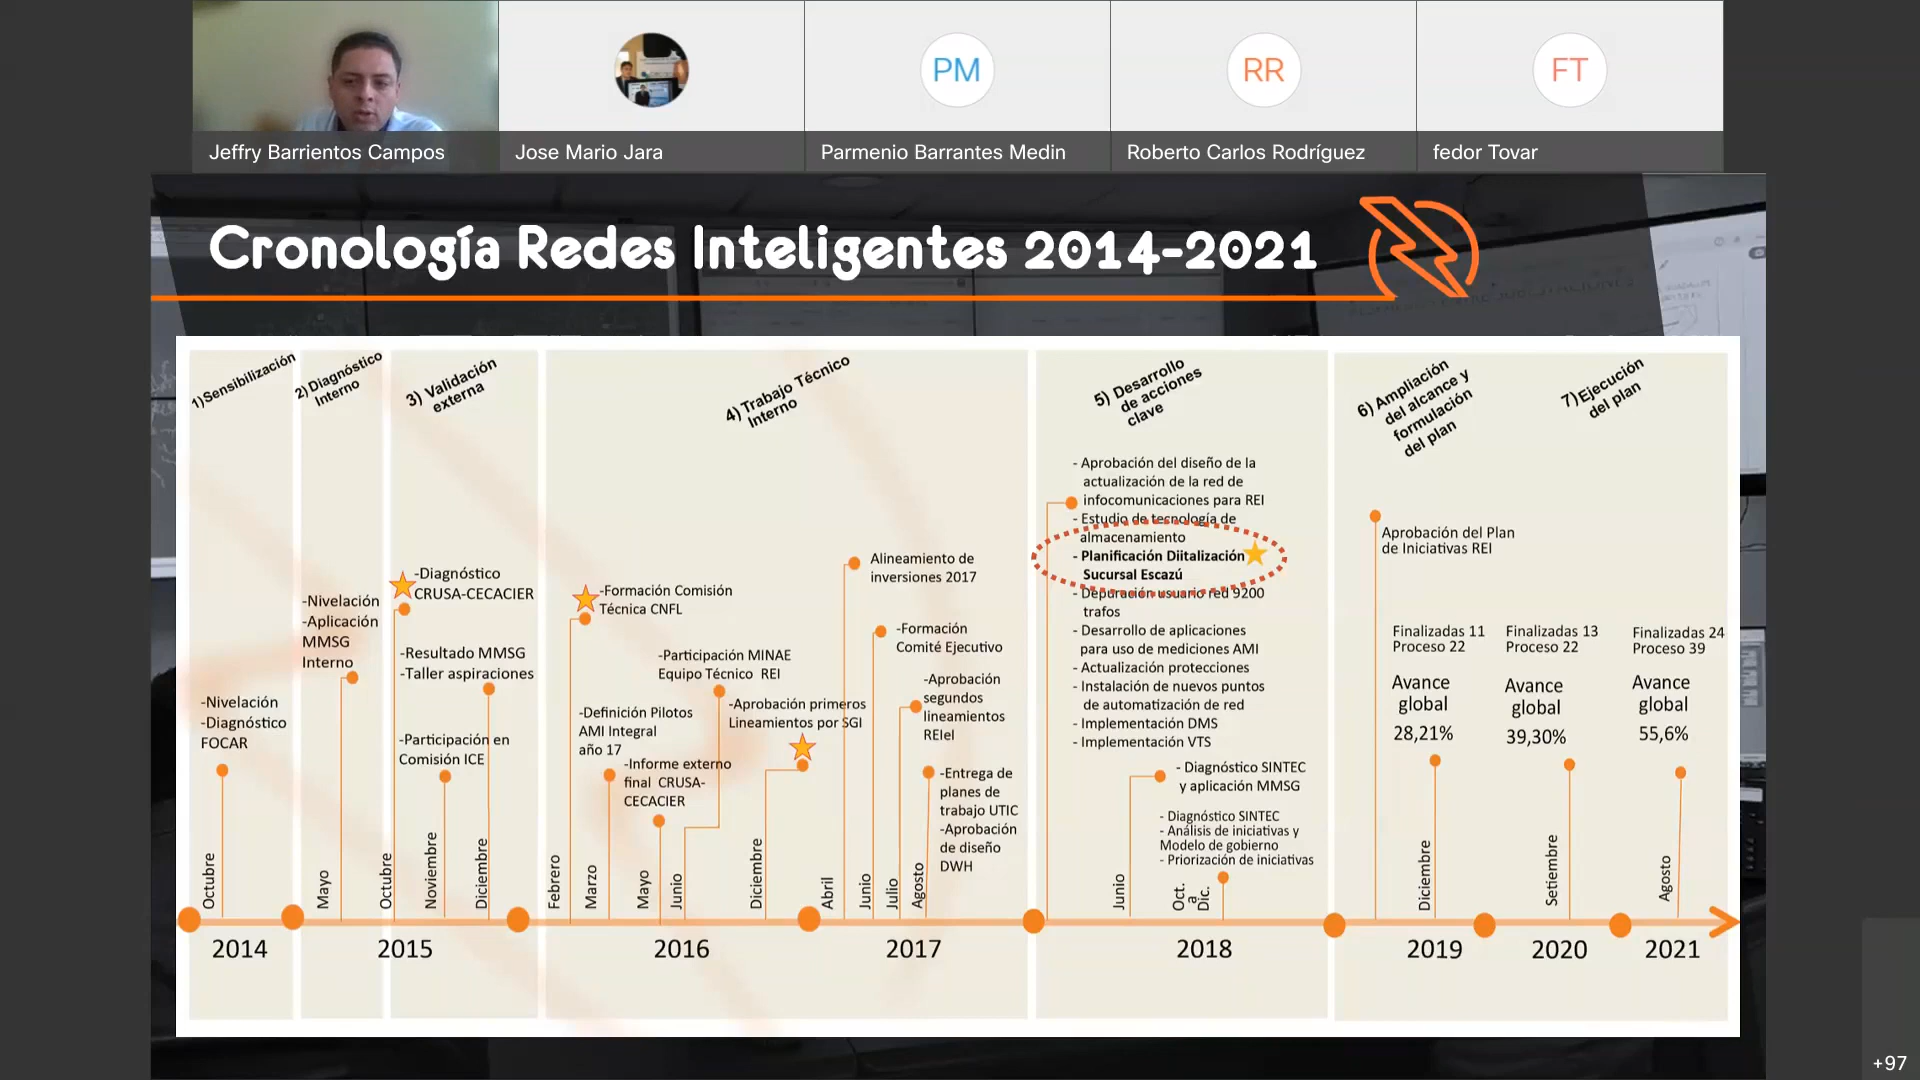 PM
RR
FT
Jeffry Barrientos Campos
Jose Mario Jara
Parmenio Barrantes Medin
Roberto Carlos Rodríguez
fedor Tovar
Cronología Redes Inteligentes 2014-2021
1)Sensibilización
2) Diagnóstico
Interno
3) Validación
externa
4) Trabajo Técnico
Interno
5) Desarrollo
de acciones
clave
6) Ampliación
del alcance y
formulación
del plan
7)Ejecución
del plan
-Nivelación
-Diagnóstico
FOCAR
Octubre
-Nivelación
-Aplicación
MMSG
Interno
Mayo
-Diagnóstico
CRUSA-CECACIER
Octubre
-Resultado MMSG
-Taller aspiraciones
-Participación en
Comisión ICE
Noviembre
Diciembre
-Formación Comisión
Técnica CNFL
Febrero
-Definición Pilotos
AMI Integral
año 17
Marzo
-Informe externo
final CRUSA-
CECACIER
Mayo
-Participación MINAE
Equipo Técnico REI
Junio
-Aprobación primeros
Lineamientos por SGI
Diciembre
Alineamiento de
inversiones 2017
Abril
-Formación
Comité Ejecutivo
Junio
-Aprobación
segundos
lineamientos
REIeI
Julio
-Entrega de
planes de
trabajo UTIC
-Aprobación
de diseño
DWH
Agosto
- Aprobación del diseño de la
actualización de la red de
infocomunicaciones para REI
- Estudio de tecnología de
almacenamiento
- Planificación Diitalización
Sucursal Escazú
- Depuración usuario red 9200
trafos
- Desarrollo de aplicaciones
para uso de mediciones AMI
- Actualización protecciones
- Instalación de nuevos puntos
de automatización de red
- Implementación DMS
- Implementación VTS
- Diagnóstico SINTEC
y aplicación MMSG
Junio
- Diagnóstico SINTEC
- Análisis de iniciativas y
Modelo de gobierno
- Priorización de iniciativas
Oct.
a
Dic.
Aprobación del Plan
de Iniciativas REI
Finalizadas 11
Proceso 22
Avance
global
28,21%
Diciembre
Finalizadas 13
Proceso 22
Avance
global
39,30%
Setiembre
Finalizadas 24
Proceso 39
Avance
global
55,6%
Agosto
2014
2015
2016
2017
2018
2019
2020
2021
+97